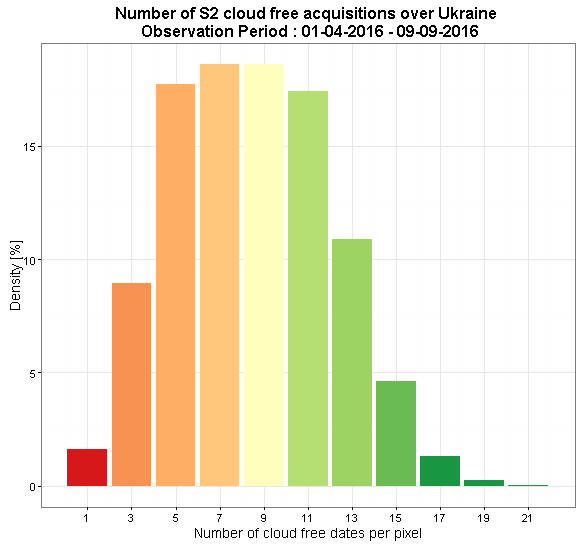 Number of S2 cloud free acquisitions over Ukraine
Observation Period : 01-04-2016 - 09-09-2016
Density [%]
15
10
5
0
1 3 5 7 9 11 13 15 17 19 21
Number of cloud free dates per pixel